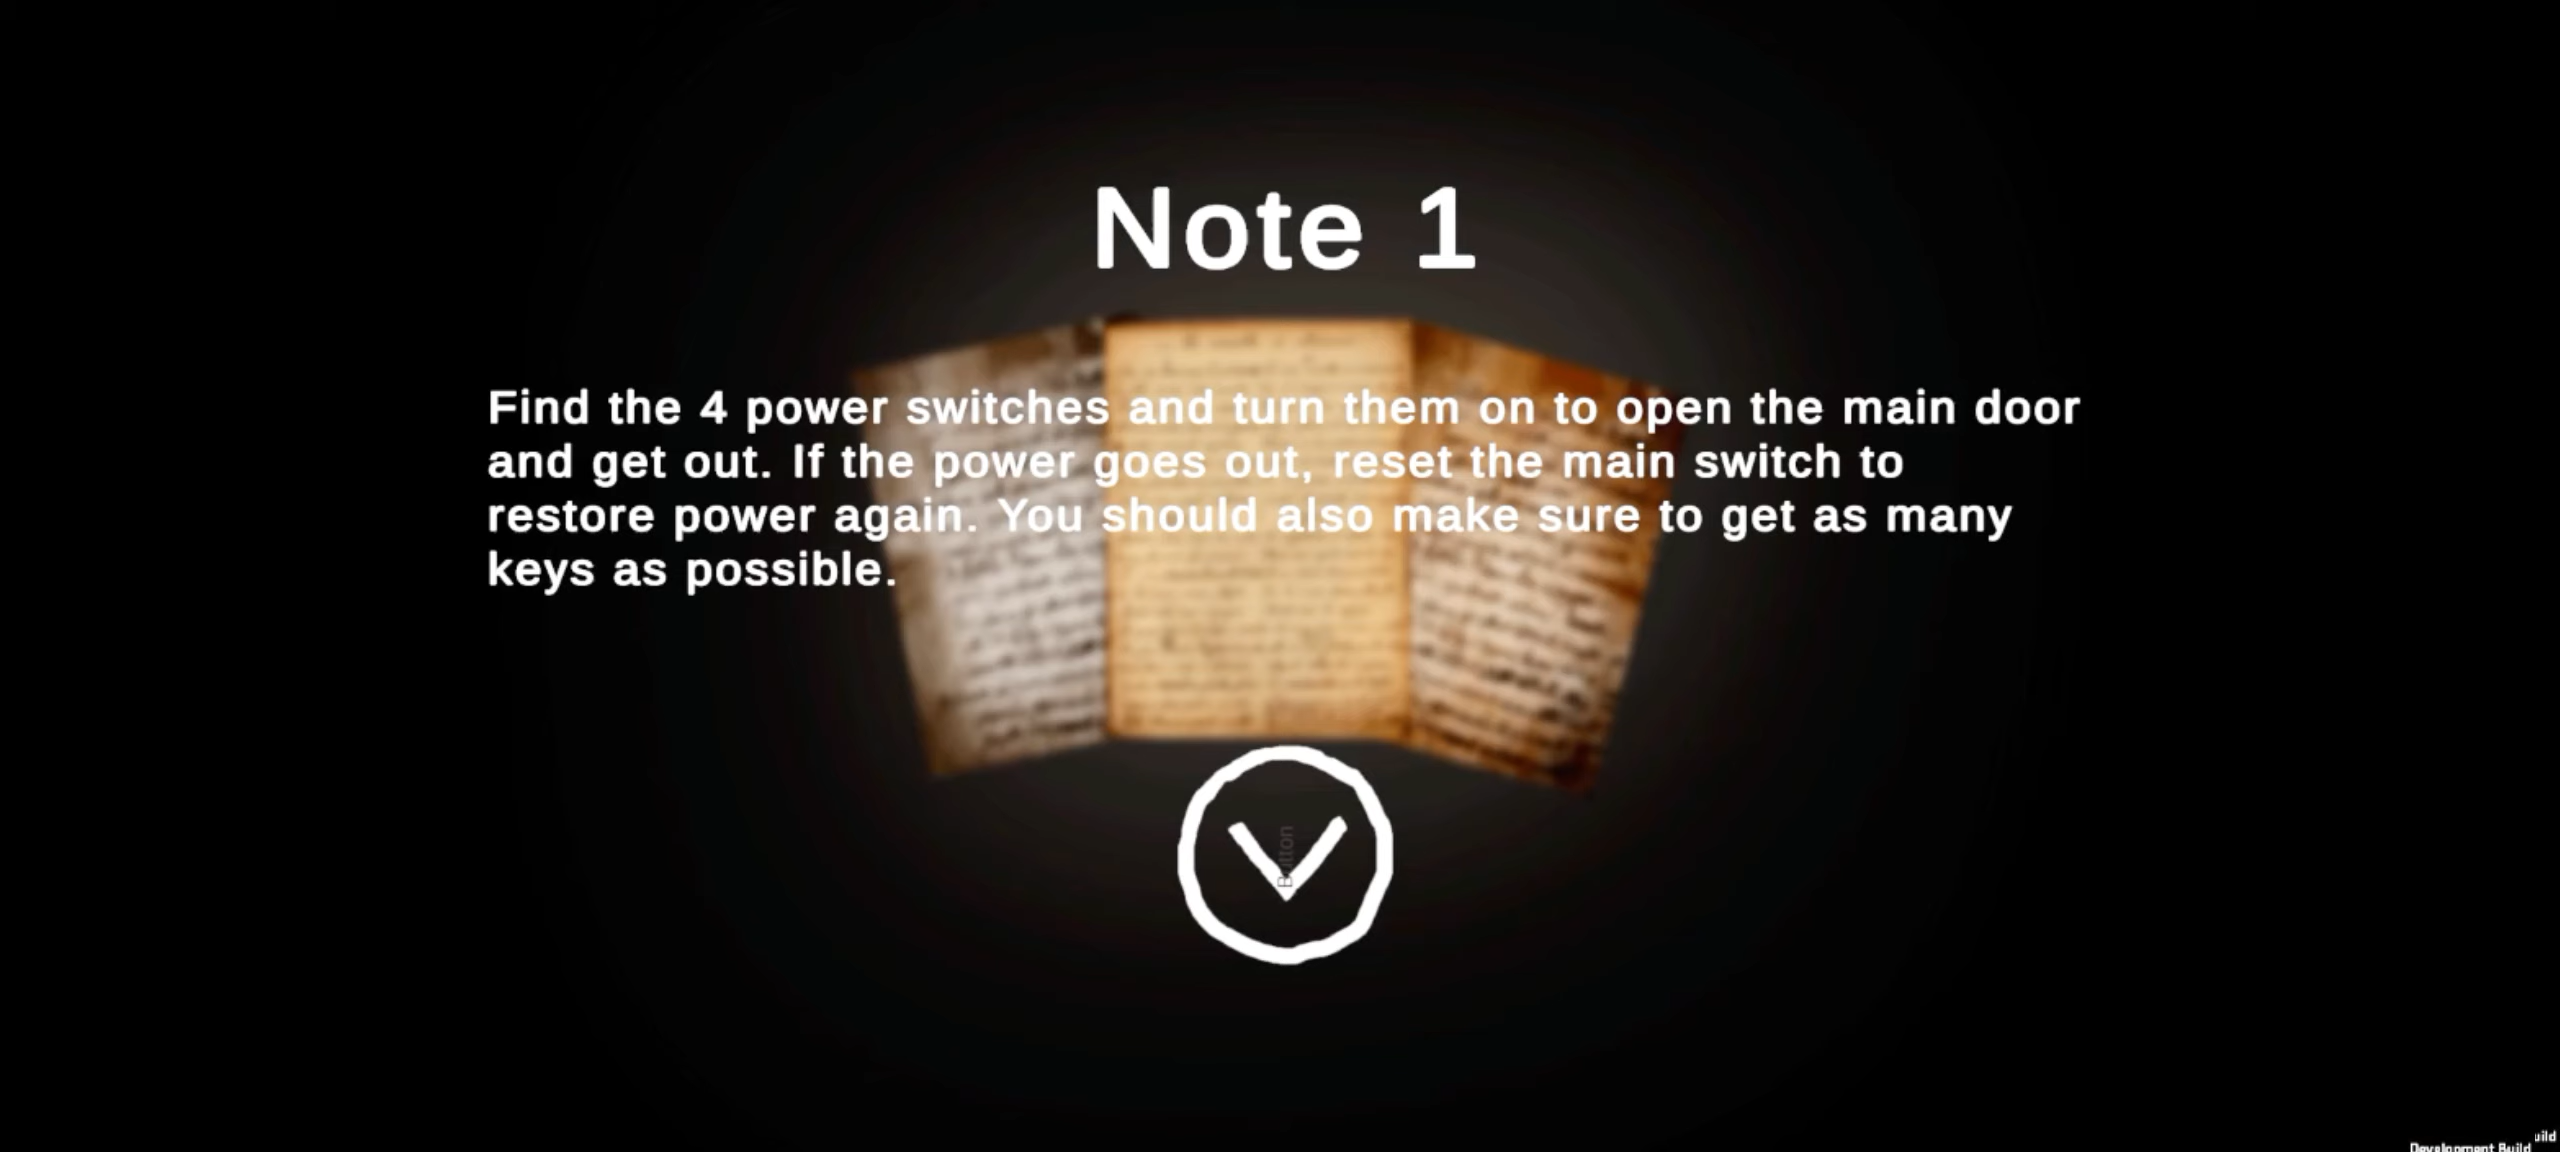 Note 1
Find the 4 power switches and turn them on to open the main door
and get out. If the power goes out, reset the main switch to
restore power again. You should also make sure to get as many
keys as possible.
Button
uild
Development Build